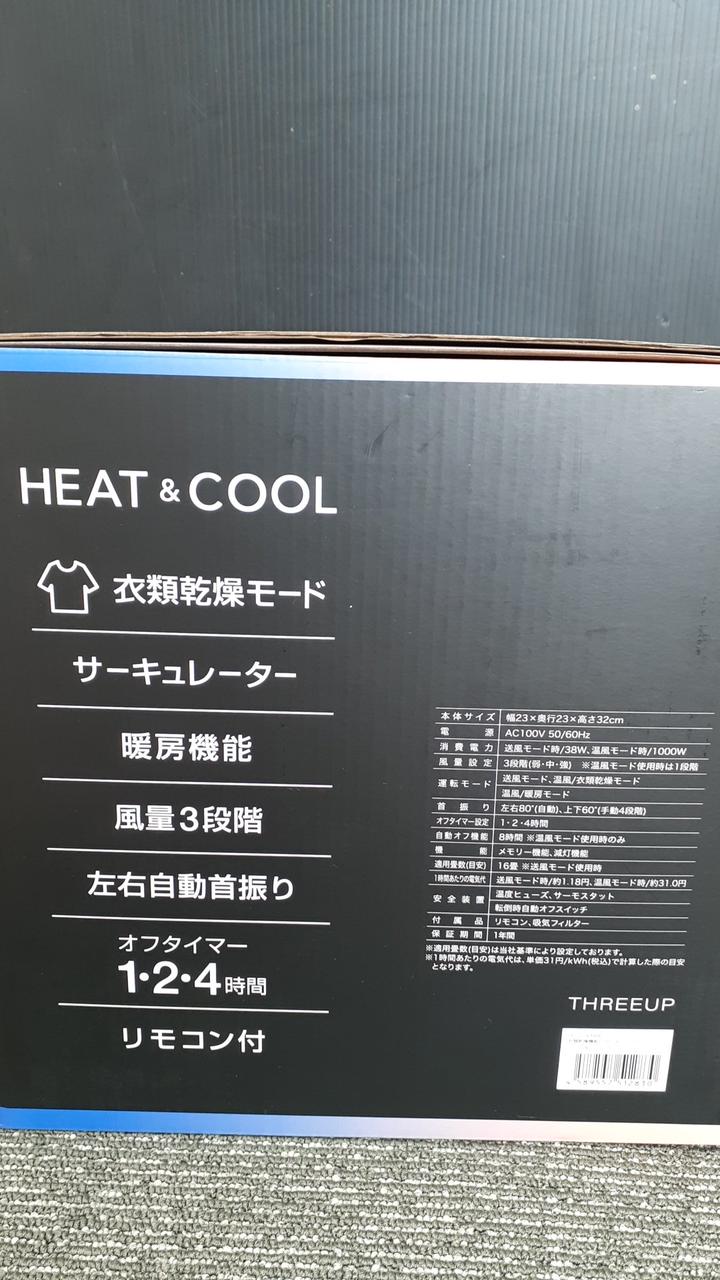 HEAT & COOL
衣類乾燥モード
サーキュレーター
暖房機能
風量3段階
左右自動首振り
オフタイマー
1・2・4時間
リモコン付
本体サイズ 幅23×奥行23×高さ32cm
電源 AC100V 50/60Hz
消費電力 送風モード時/38W、温風モード時/1000W
風量設定 3段階(弱・中・強) ※温風モード使用時は1段階
運転モード 送風モード、温風/衣類乾燥モード
温風/暖房モード
首振り 左右80°(自動)、上下60°(手動4段階)
オフタイマー設定 1・2・4時間
自動オフ機能 8時間 ※温風モード使用時のみ
機能 メモリー機能、減灯機能
適用畳数(目安) 16畳 ※送風モード使用時
1時間あたりの電気代 送風モード時/約1.18円、温風モード時/約31.0円
安全装置 温度ヒューズ、サーモスタット
転倒時自動オフスイッチ
付属品 リモコン、吸気フィルター
保証期間 1年間
※適用畳数(目安)は当社基準により設定しております。
※1時間あたりの電気代は、単価31円/kWh(税込)で計算した際の目安
となります。
THREEUP
4 589557 512810